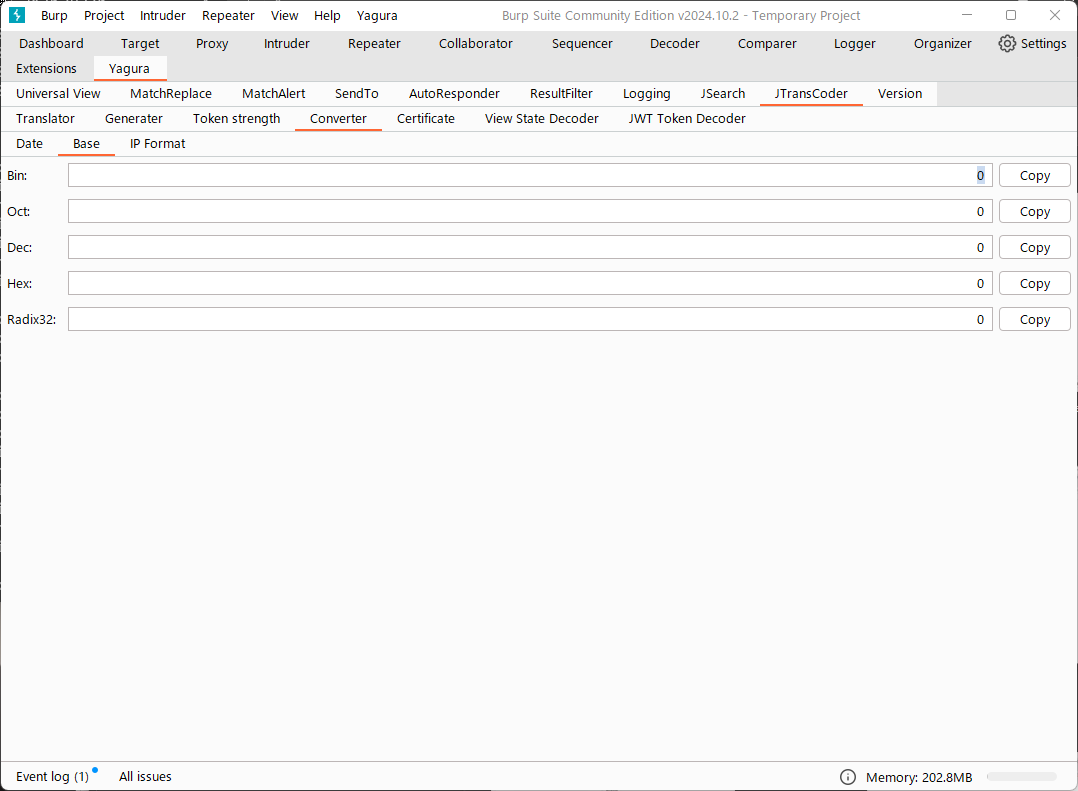 Burp Project Intruder Repeater View Help Yagura Burp Suite Community Edition v2024.10.2 - Temporary Project
Dashboard Target Proxy Intruder Repeater Collaborator Sequencer Decoder Comparer Logger Organizer Settings
Extensions Yagura
Universal View MatchReplace MatchAlert SendTo AutoResponder ResultFilter Logging JSearch JTransCoder Version
Translator Generater Token strength Converter Certificate View State Decoder JWT Token Decoder
Date Base IP Format
Bin: 0 Copy
Oct: 0 Copy
Dec: 0 Copy
Hex: 0 Copy
Radix32: 0 Copy
Event log (1) All issues Memory: 202.8MB